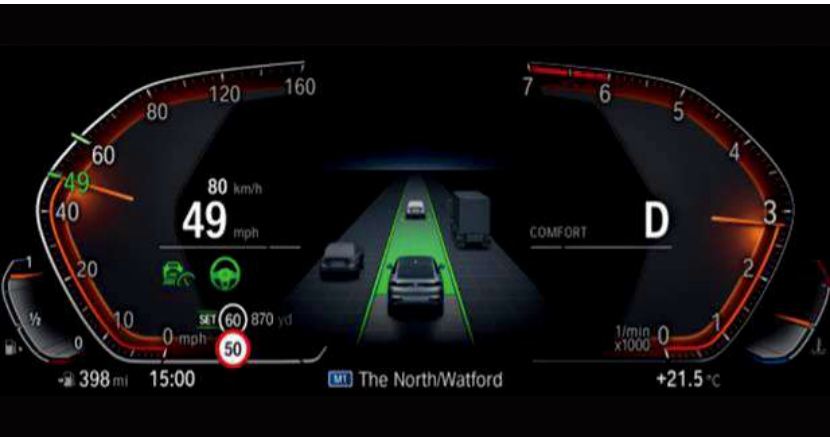 160
120
80
60
49
40
20
10
0 mph
80 km/h
49 mph
SET 60 870 yd
50
1
½
0
398 mi
15:00
M1 The North/Watford
COMFORT D
7
6
5
4
3
2
1
0
1/min
x1000
+21.5 °C